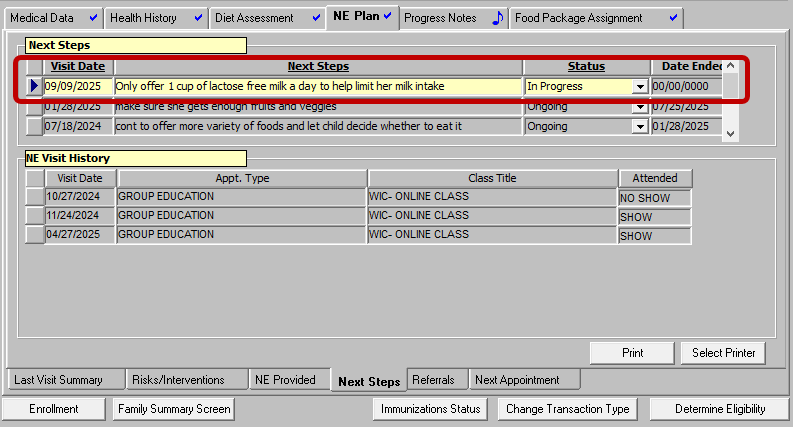 Medical Data Health History Diet Assessment NE Plan Progress Notes Food Package Assignment
Next Steps
Visit Date Next Steps Status Date Ended
09/09/2025 Only offer 1 cup of lactose free milk a day to help limit her milk intake In Progress 00/00/0000
01/28/2025 make sure she gets enough fruits and veggies Ongoing 07/25/2025
07/18/2024 cont to offer more variety of foods and let child decide whether to eat it Ongoing 01/28/2025
NE Visit History
Visit Date Appt. Type Class Title Attended
10/27/2024 GROUP EDUCATION WIC- ONLINE CLASS NO SHOW
11/24/2024 GROUP EDUCATION WIC- ONLINE CLASS SHOW
04/27/2025 GROUP EDUCATION WIC- ONLINE CLASS SHOW
Print Select Printer
Last Visit Summary Risks/Interventions NE Provided Next Steps Referrals Next Appointment
Enrollment Family Summary Screen Immunizations Status Change Transaction Type Determine Eligibility